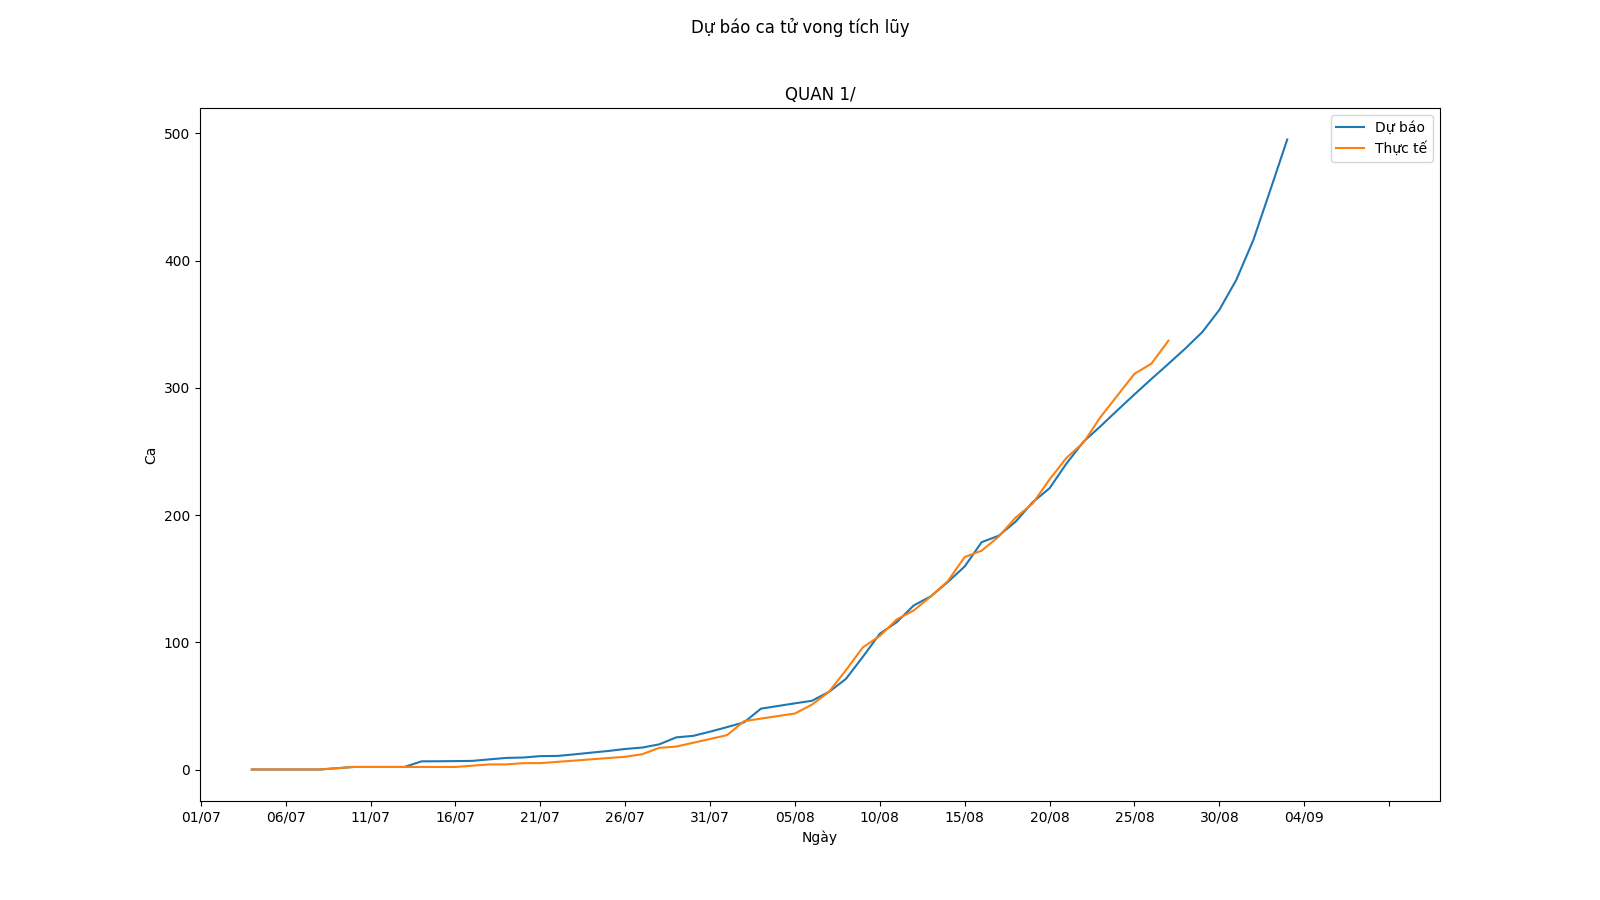 Dự báo ca tử vong tích lũy
QUAN 1/
Dự báo
Thực tế
500
400
300
200
100
0
Ca
01/07 06/07 11/07 16/07 21/07 26/07 31/07 05/08 10/08 15/08 20/08 25/08 30/08 04/09
Ngày